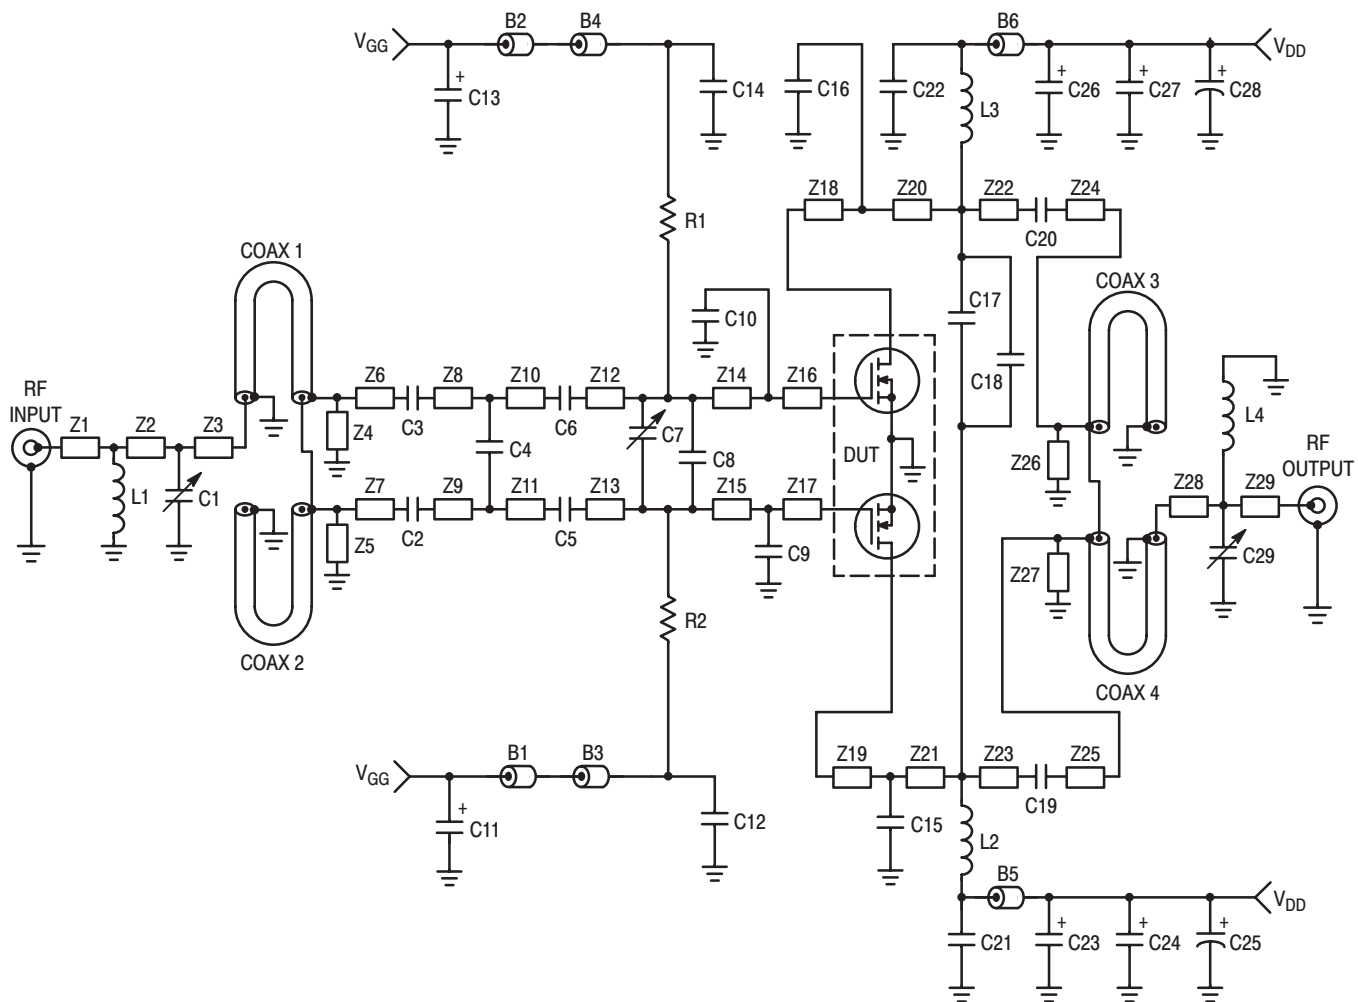 B2
B4
B6
VGG
VDD
+
C13
C14
C16
C22
+
C26
+
C27
+
C28
L3
Z18
Z20
Z22
Z24
R1
C20
COAX 1
COAX 3
C10
C17
C18
RF
INPUT
Z1
Z2
Z3
Z6
Z8
Z10
Z12
Z14
Z16
C3
C6
Z4
C4
C7
C8
DUT
L4
RF
OUTPUT
Z26
L1
C1
Z7
Z9
Z11
Z13
Z15
Z17
Z28
Z29
C2
C5
Z5
C9
Z27
C29
R2
COAX 2
COAX 4
B1
B3
VGG
Z19
Z21
Z23
Z25
C19
+
C11
C12
C15
L2
B5
VDD
C21
+
C23
+
C24
+
C25